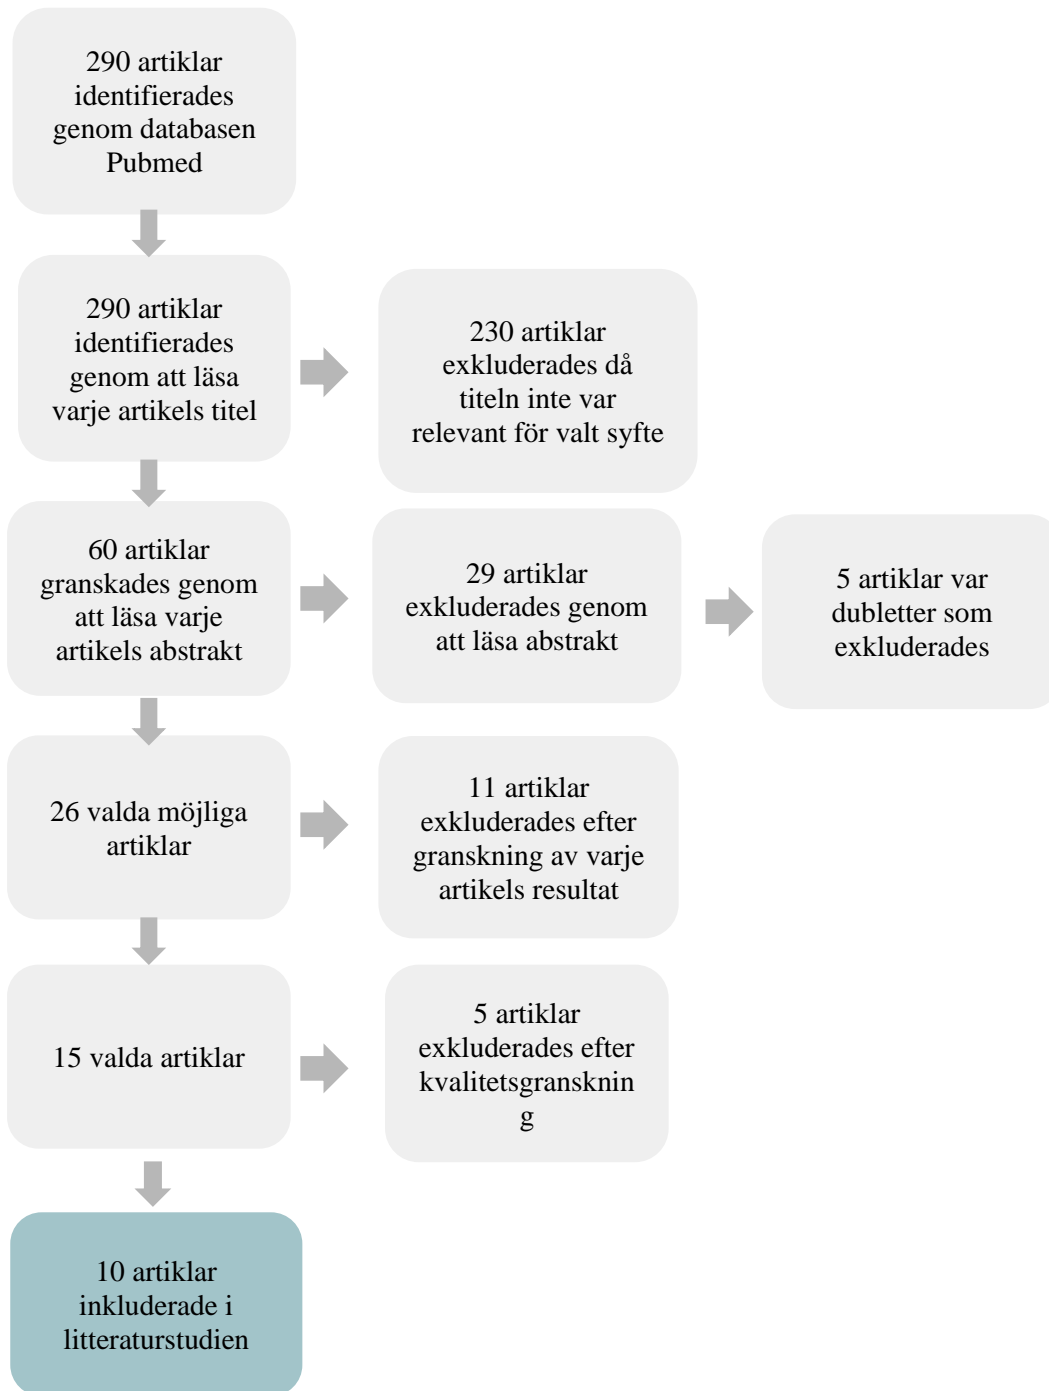 290 artiklar
identifierades
genom databasen
Pubmed
290 artiklar
identifierades
genom att läsa
varje artikels titel
230 artiklar
exkluderades då
titeln inte var
relevant för valt syfte
60 artiklar
granskades genom
att läsa varje
artikels abstrakt
29 artiklar
exkluderades genom
att läsa abstrakt
5 artiklar var
dubletter som
exkluderades
26 valda möjliga
artiklar
11 artiklar
exkluderades efter
granskning av varje
artikels resultat
15 valda artiklar
5 artiklar
exkluderades efter
kvalitetsgransknin
g
10 artiklar
inkluderade i
litteraturstudien